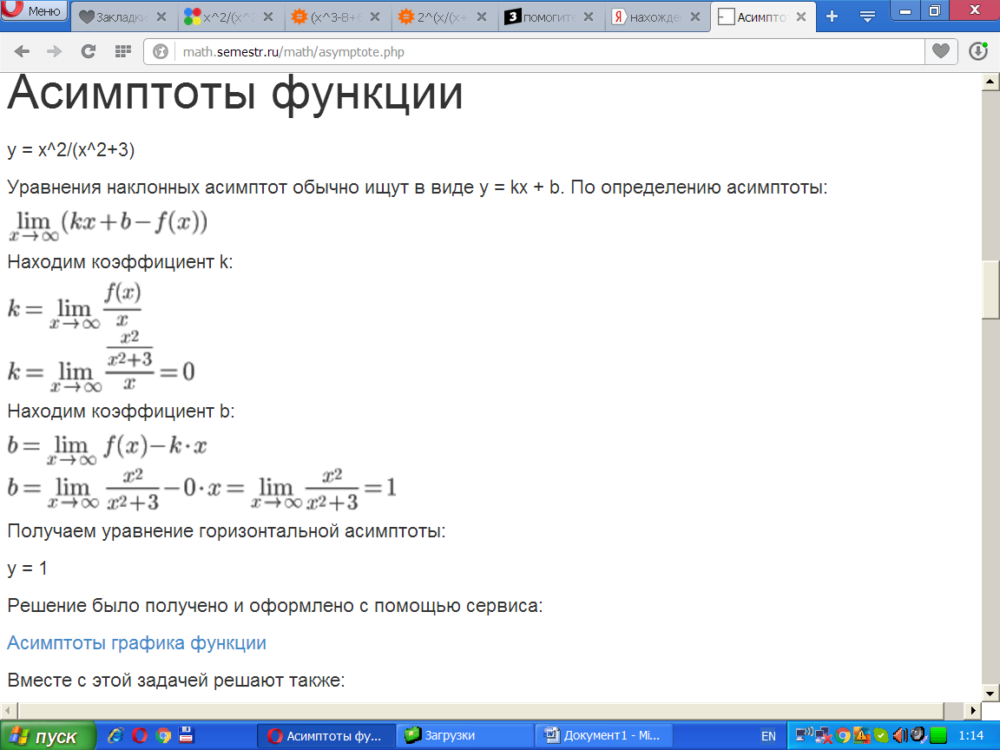 Меню
Закладки
x^2/(x^2
(x^3-8+6
2^(x/(x+
помогите
нахожден
Асимпто
math.semestr.ru/math/asymptote.php
Асимптоты функции
y = x^2/(x^2+3)
Уравнения наклонных асимптот обычно ищут в виде y = kx + b. По определению асимптоты:
lim x→∞ (kx + b − f(x))
Находим коэффициент k:
k = lim x→∞ f(x)/x
k = lim x→∞ (x²/(x²+3))/x = 0
Находим коэффициент b:
b = lim x→∞ f(x) − k · x
b = lim x→∞ x²/(x²+3) − 0 · x = lim x→∞ x²/(x²+3) = 1
Получаем уравнение горизонтальной асимптоты:
y = 1
Решение было получено и оформлено с помощью сервиса:
Асимптоты графика функции
Вместе с этой задачей решают также:
пуск
Асимптоты фу...
Загрузки
Документ1 - Mi...
EN
1:14